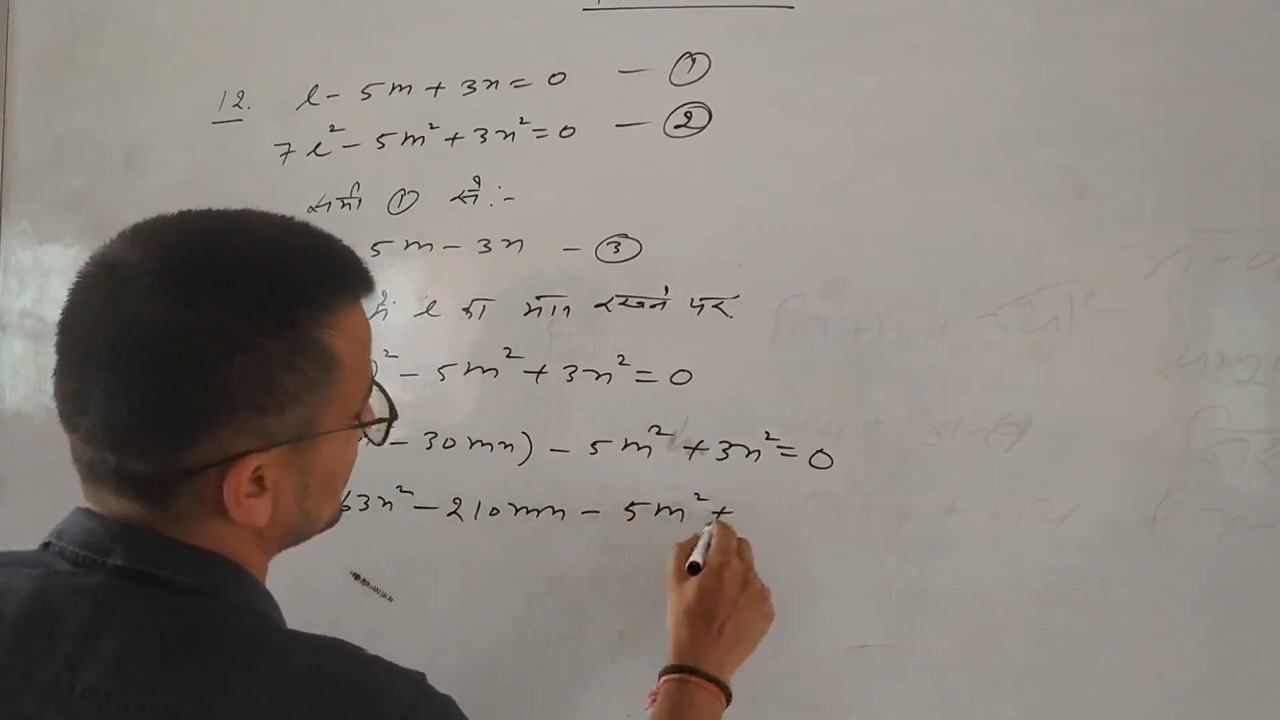 12. l - 5m + 3n = 0 — ①
7l² - 5m² + 3n² = 0 — ②
समी ① से :-
5m - 3n - ③
में l का मान रखने पर.
)² - 5m² + 3n² = 0
- 30mn) - 5m² + 3n² = 0
63n² - 210mn - 5m² +